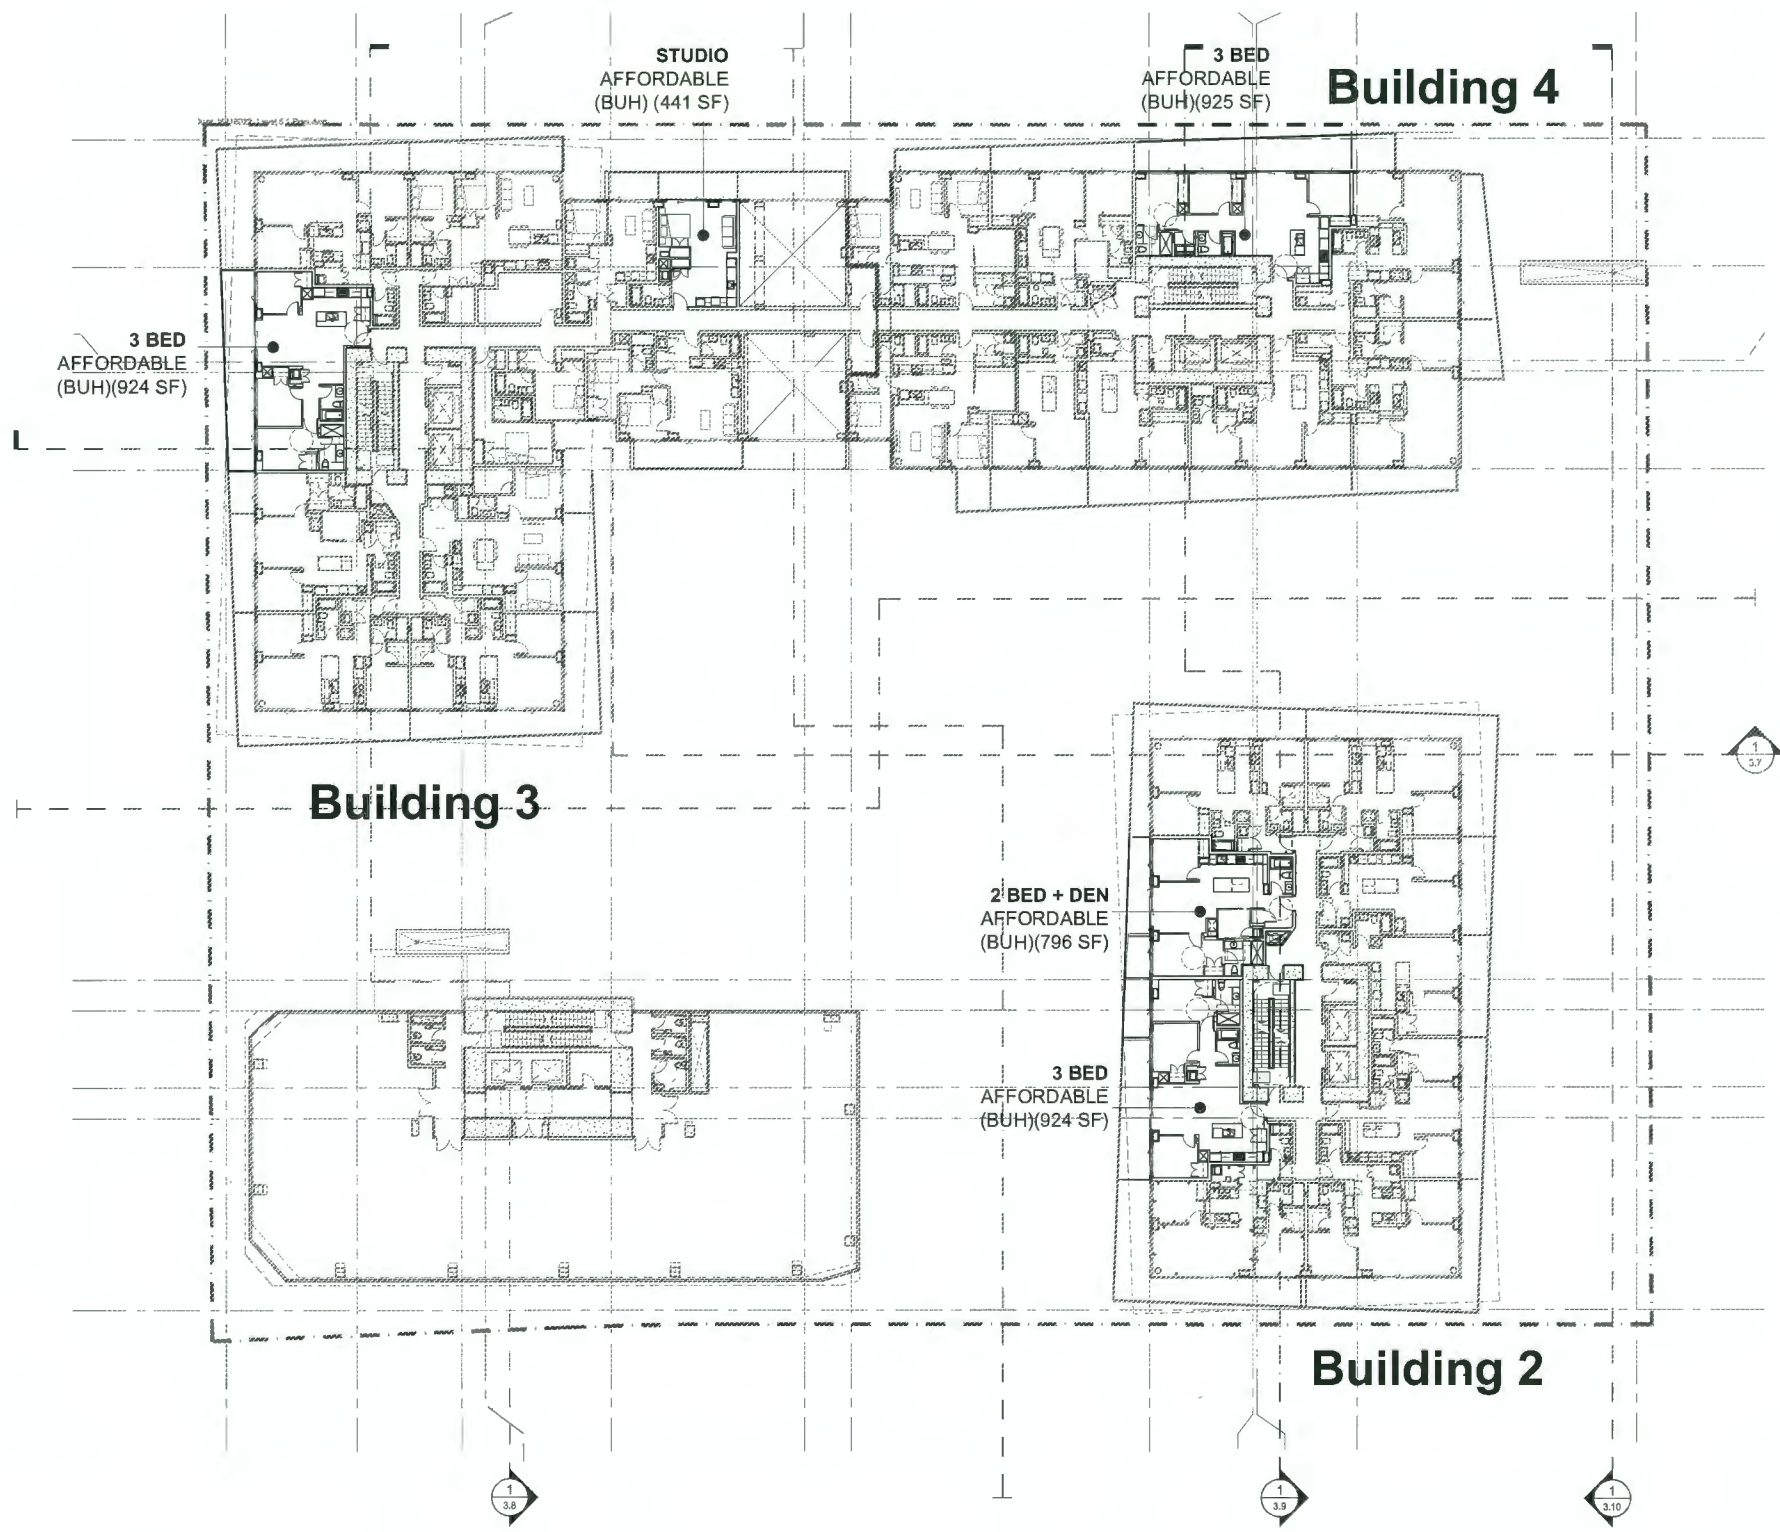 STUDIO
AFFORDABLE
(BUH) (441 SF)
3 BED
AFFORDABLE
(BUH)(925 SF)
Building 4
3 BED
AFFORDABLE
(BUH)(924 SF)
L
Building 3
1
3.7
2 BED + DEN
AFFORDABLE
(BUH)(796 SF)
3 BED
AFFORDABLE
(BUH)(924 SF)
Building 2
1
3.8
1
3.9
1
3.10